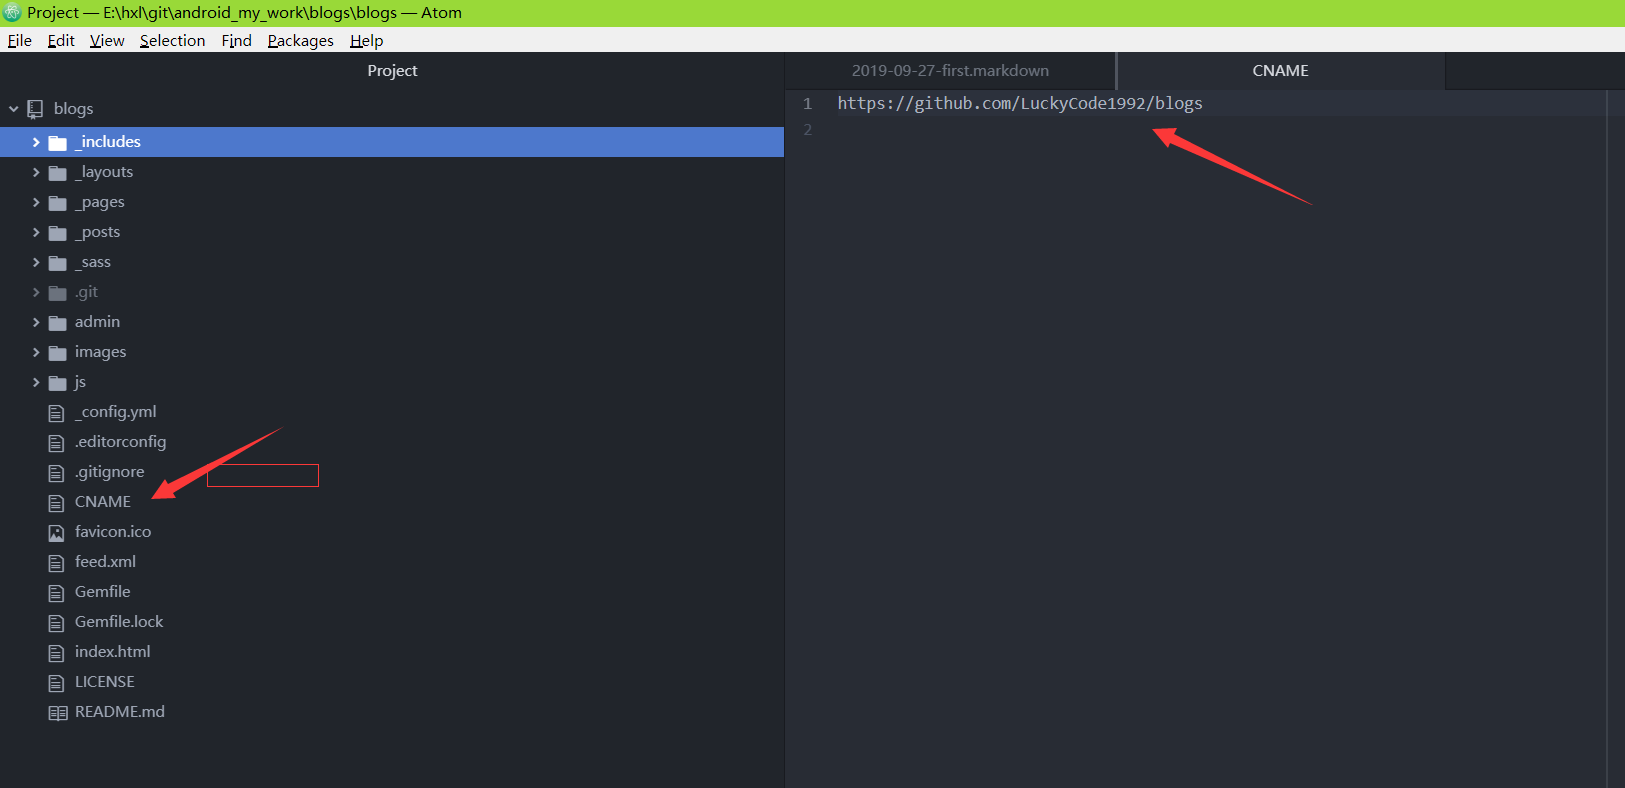 Project — E:\hxl\git\android_my_work\blogs\blogs — Atom
File Edit View Selection Find Packages Help
Project
blogs
_includes
_layouts
_pages
_posts
_sass
.git
admin
images
js
_config.yml
.editorconfig
.gitignore
CNAME
favicon.ico
feed.xml
Gemfile
Gemfile.lock
index.html
LICENSE
README.md
2019-09-27-first.markdown CNAME
1 https://github.com/LuckyCode1992/blogs
2